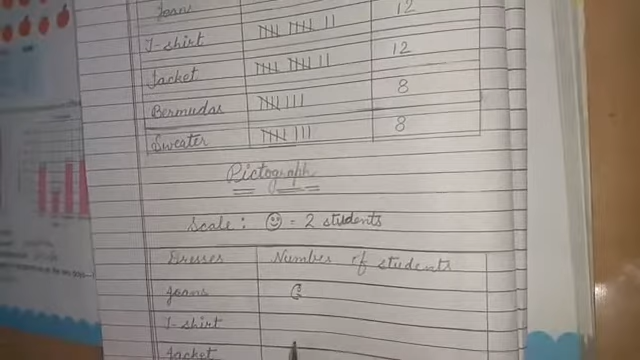 Jeans 12
T-shirt 12
Jacket 8
Bermudas 8
Sweater
Pictograph
Scale: = 2 students
Dresses Number of students
Jeans
T-shirt
Jacket